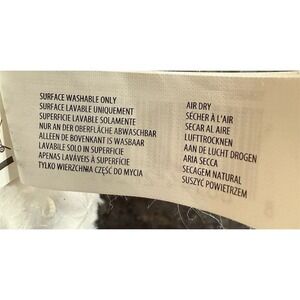 SURFACE WASHABLE ONLY
SURFACE LAVABLE UNIQUEMENT
SUPERFICIE LAVABLE SOLAMENTE
NUR AN DER OBERFLÄCHE ABWASCHBAR
ALLEEN DE BOVENKANT IS WASBAAR
LAVABILE SOLO IN SUPERFICIE
APENAS LAVÁVEIS À SUPERFÍCIE
TYLKO WIERZCHNIA CZĘŚĆ DO MYCIA
AIR DRY
SÉCHER À L'AIR
SECAR AL AIRE
LUFTTROCKNEN
AAN DE LUCHT DROGEN
ARIA SECCA
SECAGEM NATURAL
SUSZYĆ POWIETRZEM